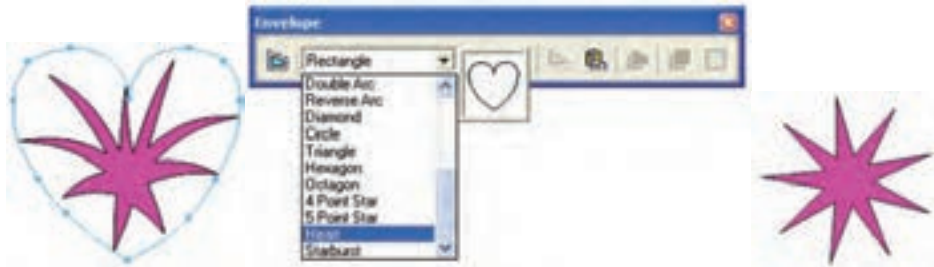 Envelope
Rectangle
Double Arc
Reverse Arc
Diamond
Circle
Triangle
Hexagon
Octagon
4 Point Star
5 Point Star
Heart
Starburst